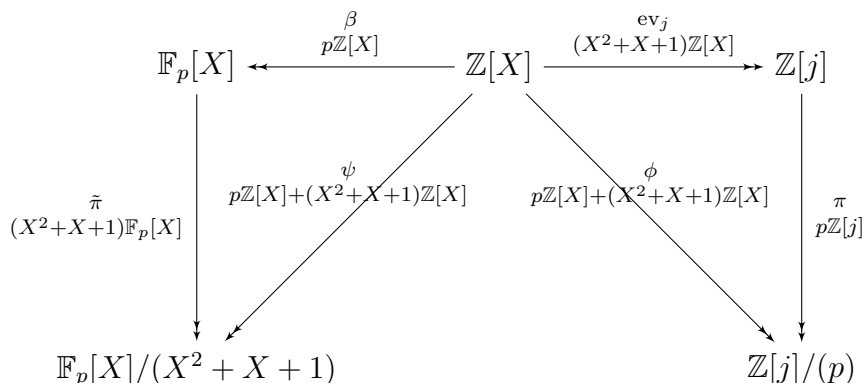 β ev_j
𝔽_p[X] pℤ[X] ℤ[X] (X²+X+1)ℤ[X] ℤ[j]
ψ φ
π̃ pℤ[X]+(X²+X+1)ℤ[X] pℤ[X]+(X²+X+1)ℤ[X] π
(X²+X+1)𝔽_p[X] pℤ[j]
𝔽_p[X]/(X² + X + 1) ℤ[j]/(p)